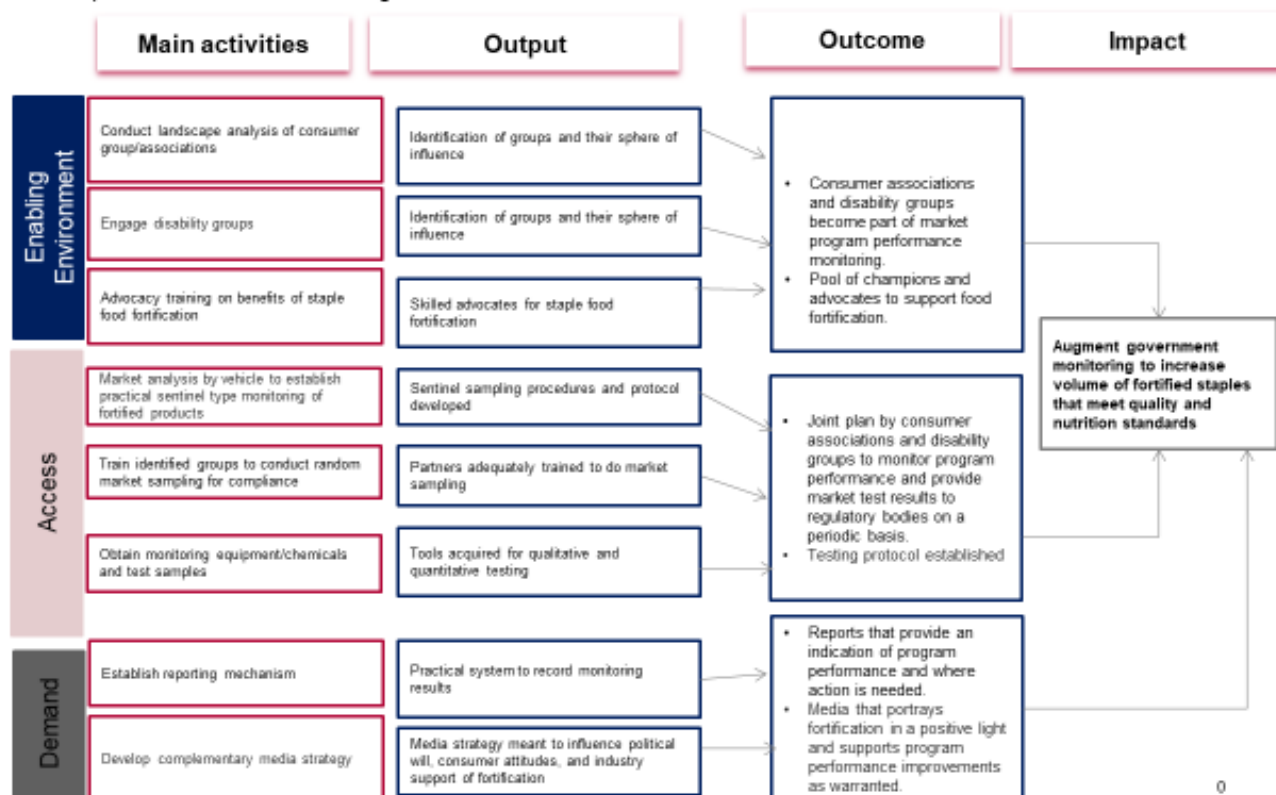 Main activities
Output
Outcome
Impact
Enabling
Environment
Conduct landscape analysis of consumer
group/associations
Identification of groups and their sphere of
influence
Engage disability groups
Identification of groups and their sphere of
influence
Advocacy training on benefits of staple
food fortification
Skilled advocates for staple food
fortification
• Consumer associations
and disability groups
become part of market
program performance
monitoring.
• Pool of champions and
advocates to support food
fortification.
Access
Market analysis by vehicle to establish
practical sentinel type monitoring of
fortified products
Sentinel sampling procedures and protocol
developed
Train identified groups to conduct random
market sampling for compliance
Partners adequately trained to do market
sampling
Obtain monitoring equipment/chemicals
and test samples
Tools acquired for qualitative and
quantitative testing
• Joint plan by consumer
associations and disability
groups to monitor program
performance and provide
market test results to
regulatory bodies on a
periodic basis.
• Testing protocol established
Demand
Establish reporting mechanism
Practical system to record monitoring
results
Develop complementary media strategy
Media strategy meant to influence political
will, consumer attitudes, and industry
support of fortification
• Reports that provide an
indication of program
performance and where
action is needed.
• Media that portrays
fortification in a positive light
and supports program
performance improvements
as warranted.
Augment government
monitoring to increase
volume of fortified staples
that meet quality and
nutrition standards
0